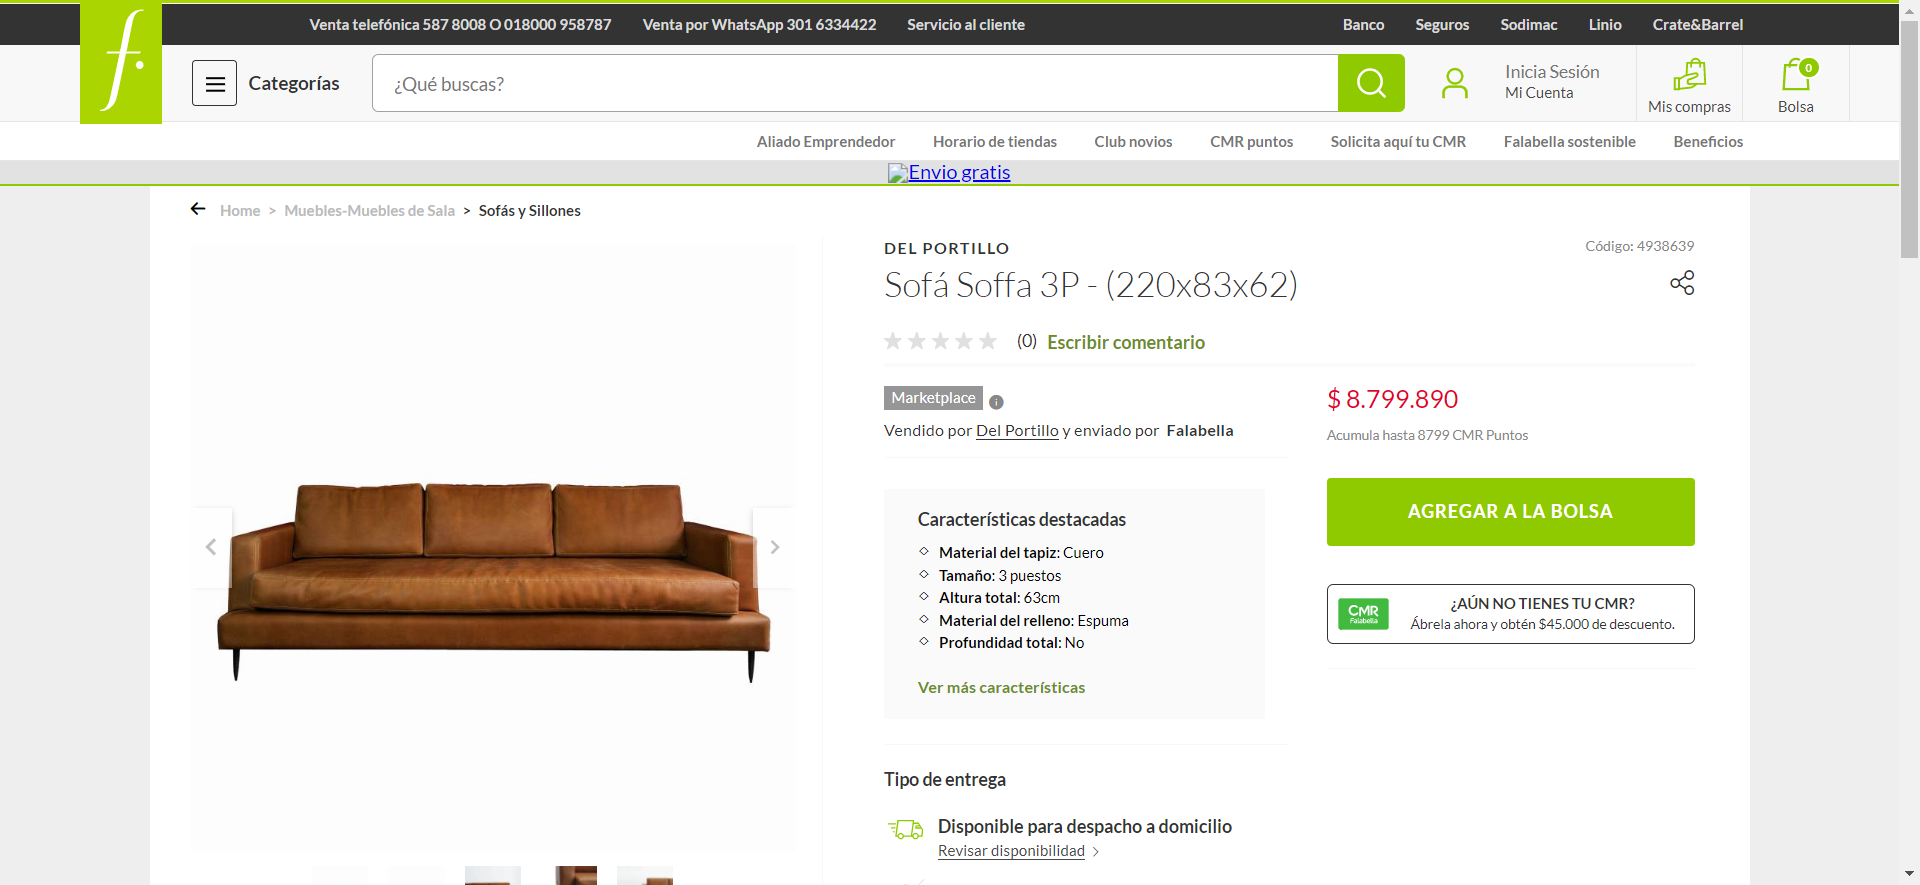 Venta telefónica 587 8008 O 018000 958787 Venta por WhatsApp 301 6334422 Servicio al cliente Banco Seguros Sodimac Linio Crate&Barrel
f.
Categorías
¿Qué buscas?
Inicia Sesión
Mi Cuenta
Mis compras
0
Bolsa
Aliado Emprendedor Horario de tiendas Club novios CMR puntos Solicita aquí tu CMR Falabella sostenible Beneficios
Envio gratis
Home > Muebles-Muebles de Sala > Sofás y Sillones
DEL PORTILLO
Código: 4938639
Sofá Soffa 3P - (220x83x62)
(0) Escribir comentario
Marketplace i
Vendido por Del Portillo y enviado por Falabella
$ 8.799.890
Acumula hasta 8799 CMR Puntos
AGREGAR A LA BOLSA
CMR
Falabella
¿AÚN NO TIENES TU CMR?
Ábrela ahora y obtén $45.000 de descuento.
Características destacadas
Material del tapiz: Cuero
Tamaño: 3 puestos
Altura total: 63cm
Material del relleno: Espuma
Profundidad total: No
Ver más características
Tipo de entrega
Disponible para despacho a domicilio
Revisar disponibilidad >